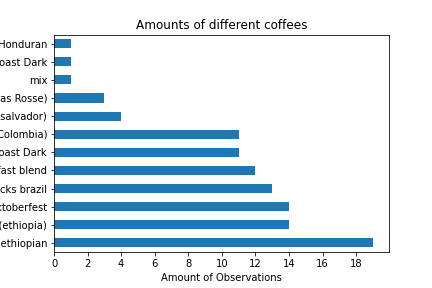 Amounts of different coffees
Honduran
oast Dark
mix
as Rosse)
salvador)
Colombia)
oast Dark
fast blend
cks brazil
ktoberfest
(ethiopia)
ethiopian
0 2 4 6 8 10 12 14 16 18
Amount of Observations